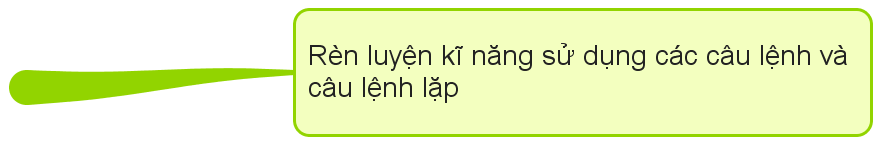 Rèn luyện kĩ năng sử dụng các câu lệnh và
câu lệnh lặp